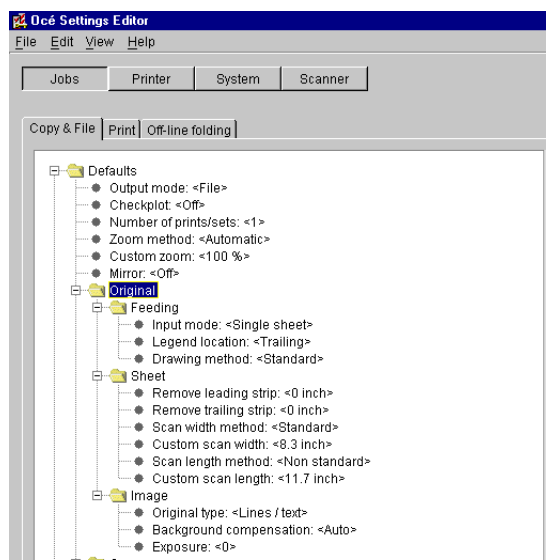 Océ Settings Editor
File Edit View Help
Jobs Printer System Scanner
Copy & File Print Off-line folding
Defaults
Output mode: <File>
Checkplot: <Off>
Number of prints/sets: <1>
Zoom method: <Automatic>
Custom zoom: <100 %>
Mirror: <Off>
Original
Feeding
Input mode: <Single sheet>
Legend location: <Trailing>
Drawing method: <Standard>
Sheet
Remove leading strip: <0 inch>
Remove trailing strip: <0 inch>
Scan width method: <Standard>
Custom scan width: <8.3 inch>
Scan length method: <Non standard>
Custom scan length: <11.7 inch>
Image
Original type: <Lines / text>
Background compensation: <Auto>
Exposure: <0>